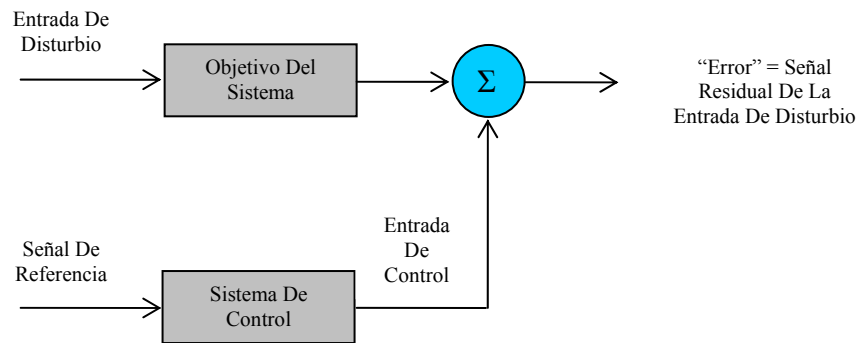 Entrada De
Disturbio
Objetivo Del
Sistema
Σ
“Error” = Señal
Residual De La
Entrada De Disturbio
Señal De
Referencia
Sistema De
Control
Entrada
De
Control